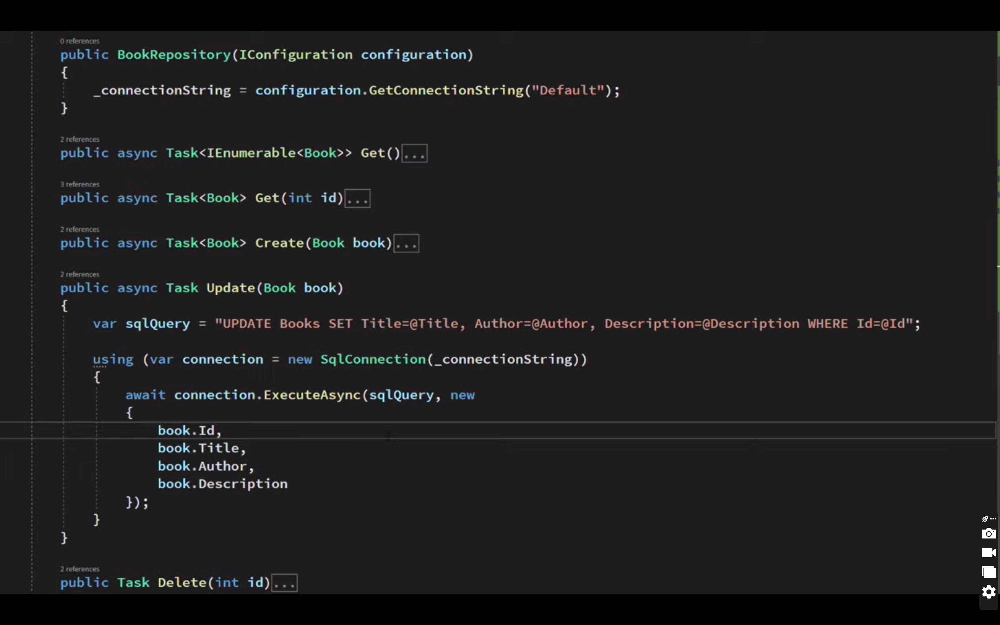 0 references
public BookRepository(IConfiguration configuration)
{
_connectionString = configuration.GetConnectionString("Default");
}
2 references
public async Task<IEnumerable<Book>> Get()...
3 references
public async Task<Book> Get(int id)...
2 references
public async Task<Book> Create(Book book)...
2 references
public async Task Update(Book book)
{
var sqlQuery = "UPDATE Books SET Title=@Title, Author=@Author, Description=@Description WHERE Id=@Id";
using (var connection = new SqlConnection(_connectionString))
{
await connection.ExecuteAsync(sqlQuery, new
{
book.Id,
book.Title,
book.Author,
book.Description
});
}
}
2 references
public Task Delete(int id)...